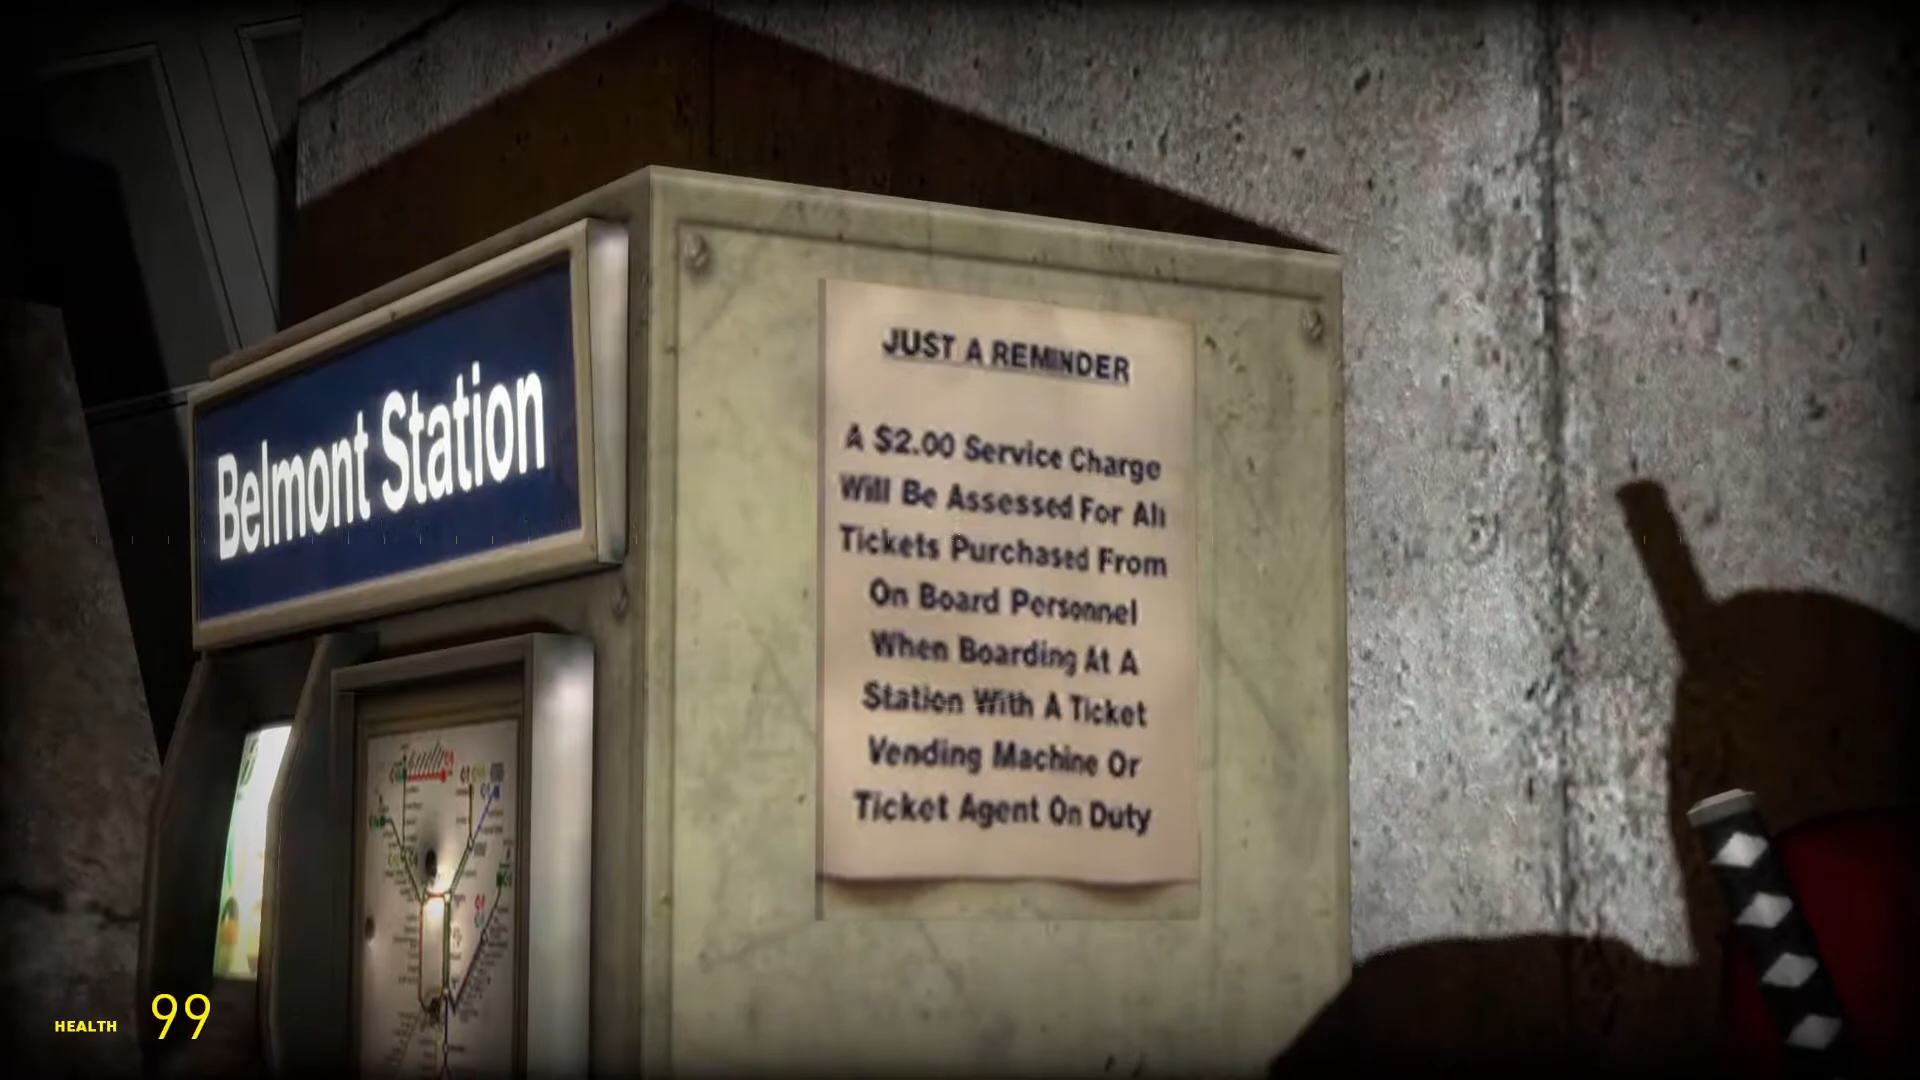 Belmont Station
JUST A REMINDER
A $2.00 Service Charge
Will Be Assessed For All
Tickets Purchased From
On Board Personnel
When Boarding At A
Station With A Ticket
Vending Machine Or
Ticket Agent On Duty
HEALTH 99